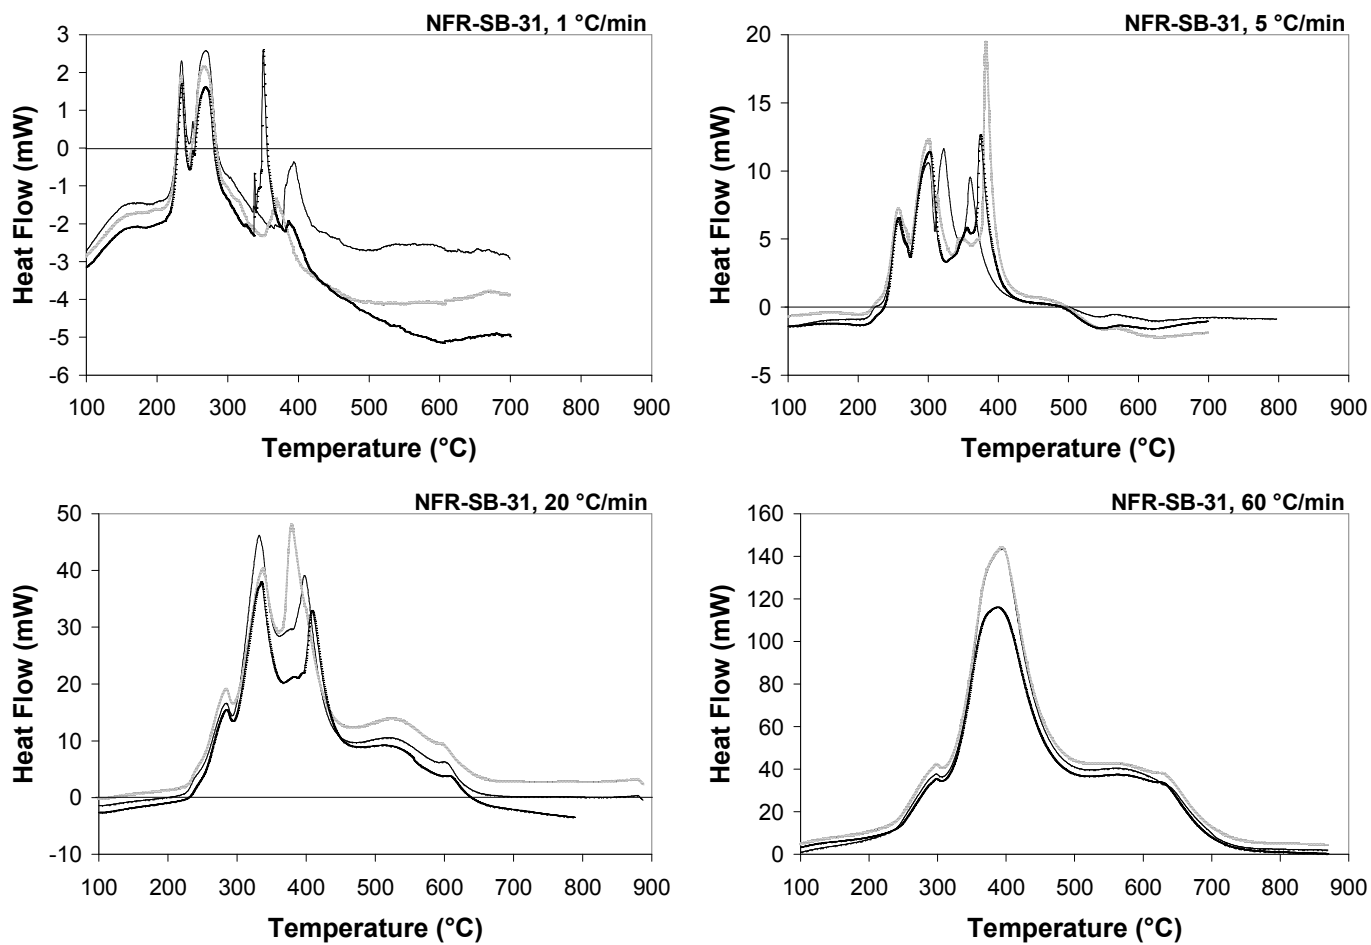 NFR-SB-31, 1 °C/min
3
2
1
0
-1
-2
-3
-4
-5
-6
Heat Flow (mW)
100 200 300 400 500 600 700 800 900
Temperature (°C)
NFR-SB-31, 5 °C/min
20
15
10
5
0
-5
Heat Flow (mW)
100 200 300 400 500 600 700 800 900
Temperature (°C)
NFR-SB-31, 20 °C/min
50
40
30
20
10
0
-10
Heat Flow (mW)
100 200 300 400 500 600 700 800 900
Temperature (°C)
NFR-SB-31, 60 °C/min
160
140
120
100
80
60
40
20
0
Heat Flow (mW)
100 200 300 400 500 600 700 800 900
Temperature (°C)